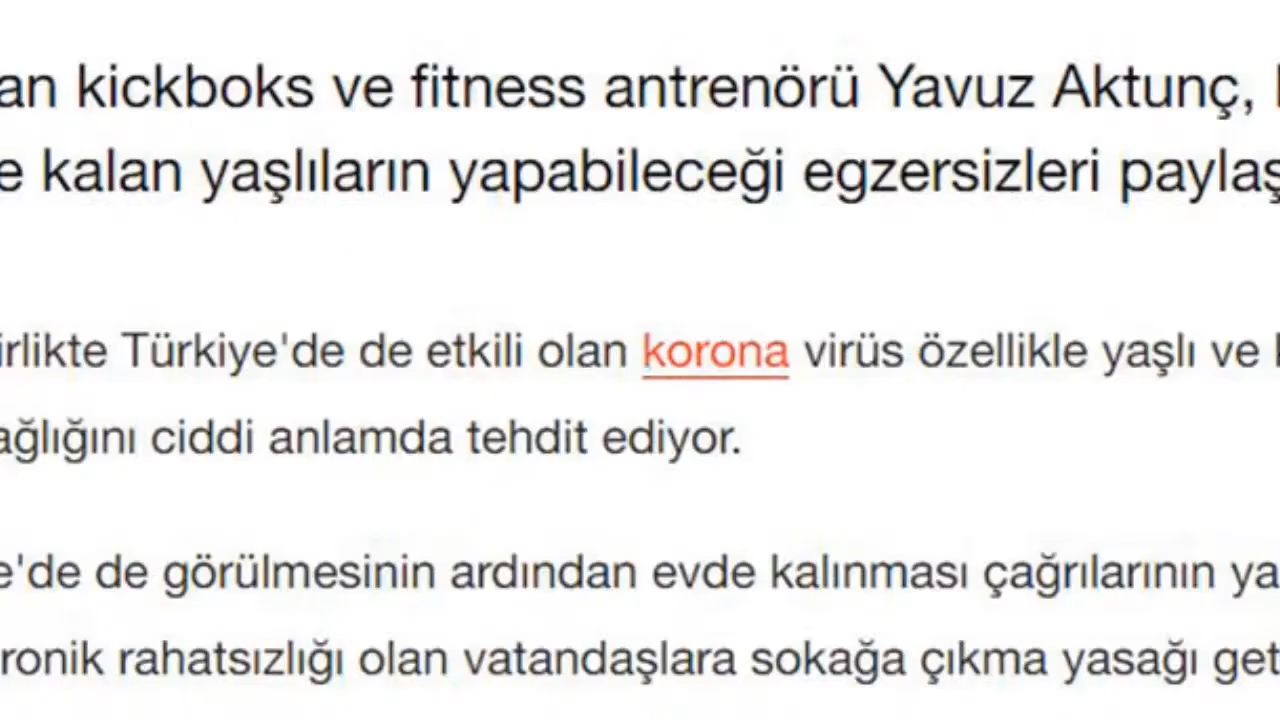 an kickboks ve fitness antrenörü Yavuz Aktunç,
e kalan yaşlıların yapabileceği egzersizleri paylaş
irlikte Türkiye'de de etkili olan korona virüs özellikle yaşlı ve
ağlığını ciddi anlamda tehdit ediyor.
e'de de görülmesinin ardından evde kalınması çağrılarının ya
ronik rahatsızlığı olan vatandaşlara sokağa çıkma yasağı get